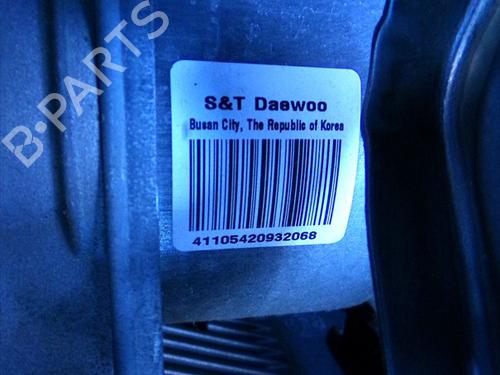 B-PARTS
S&T Daewoo
Busan City, The Republic of Korea
41105420932068